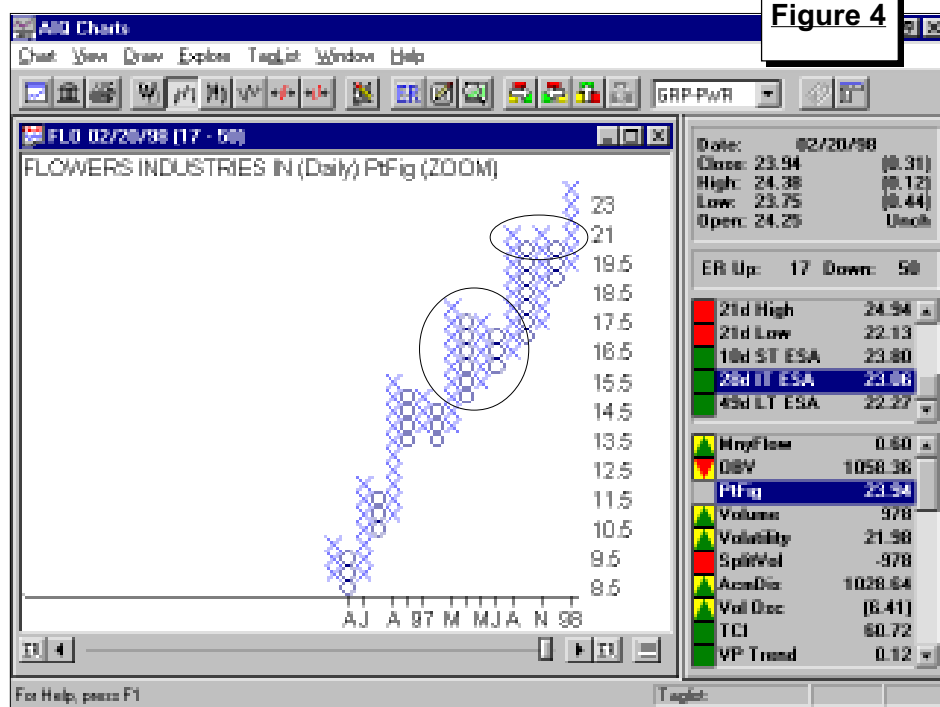 Figure 4
AIQ Charts
Chart View Draw Explore TagList Window Help
ER GRP-PWR
FLO 02/20/98 (17 - 50)
FLOWERS INDUSTRIES IN (Daily) PtFig (ZOOM)
23
21
19.5
18.5
17.5
16.5
15.5
14.5
13.5
12.5
11.5
10.5
9.5
8.5
A J A 97 M M J A N 98
Date: 02/20/98
Close: 23.94 (0.31)
High: 24.38 (0.12)
Low: 23.75 (0.44)
Open: 24.25 Unch
ER Up: 17 Down: 50
21d High 24.94
21d Low 22.13
10d ST ESA 23.80
28d IT ESA 23.06
49d LT ESA 22.27
MnyFlow 0.60
OBV 1058.36
PtFig 23.94
Volume 978
Volatility 21.98
SplitVol -978
AcmDis 1028.64
Vol Osc (6.41)
TCI 60.72
VP Trend 0.12
For Help, press F1
Taglist: